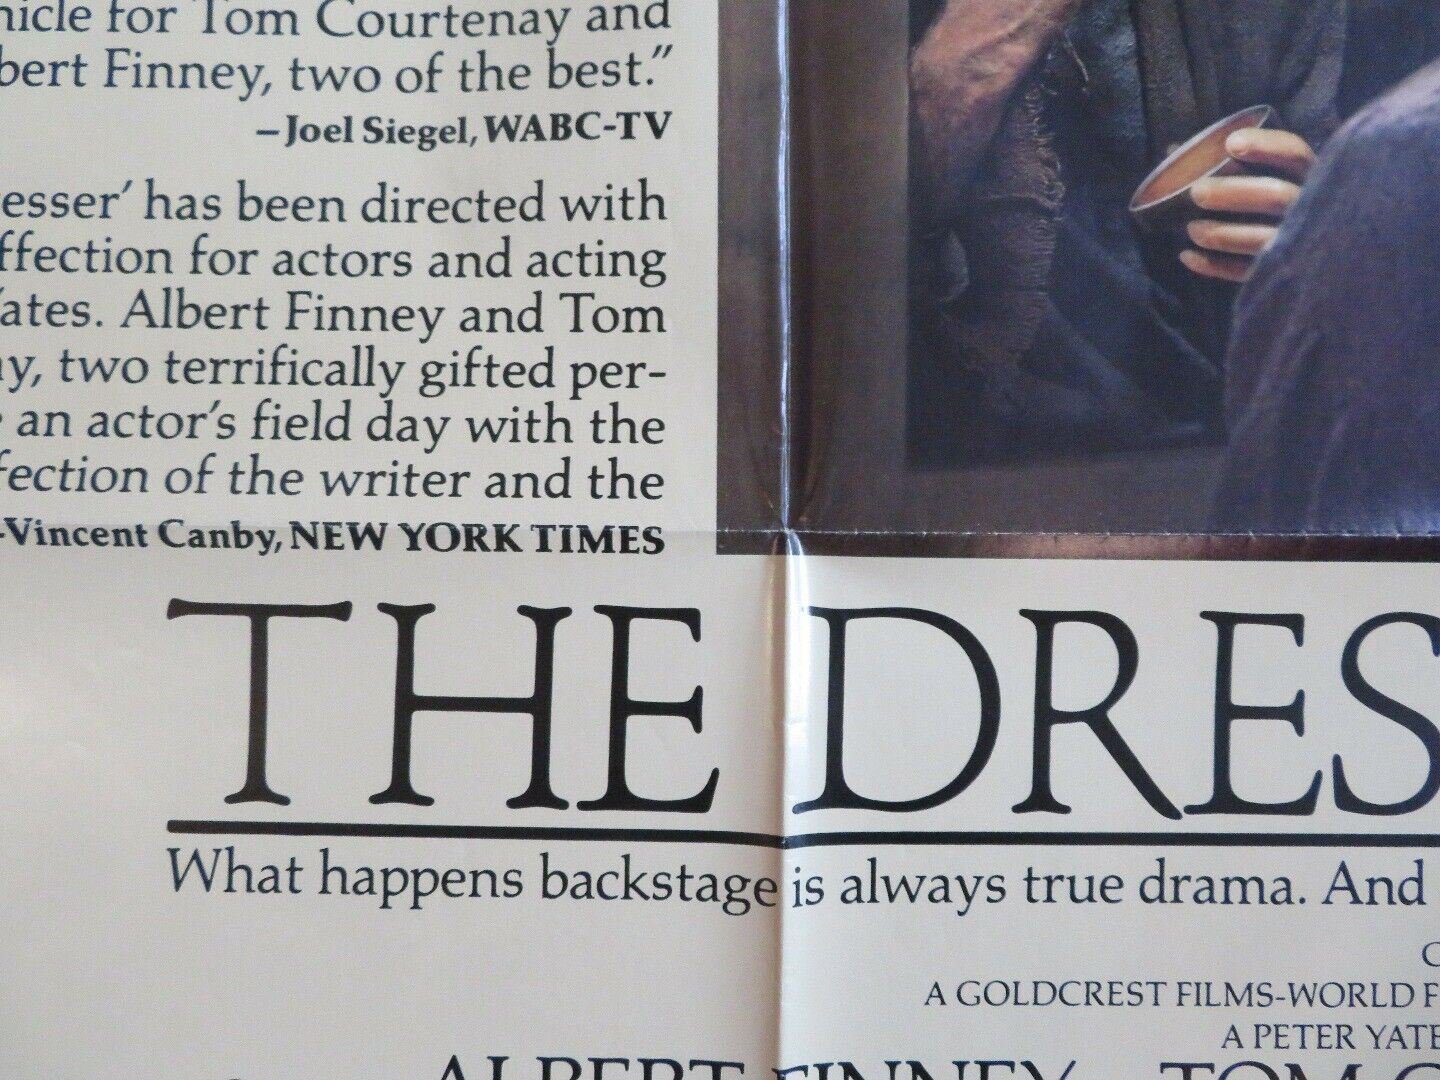 for Tom Courtenay and
Finney, two of the best."
–Joel Siegel, WABC-TV
esser' has been directed with
ffection for actors and acting
ates. Albert Finney and Tom
y, two terrifically gifted per-
an actor's field day with the
fection of the writer and the
-Vincent Canby, NEW YORK TIMES
THE DRES
What happens backstage is always true drama. And
A GOLDCREST FILMS-WORLD F
A PETER YATE
ALBERT FINNEY TOM C